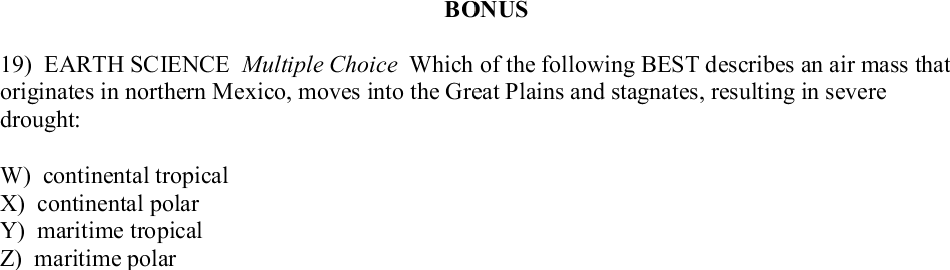 BONUS
19) EARTH SCIENCE Multiple Choice Which of the following BEST describes an air mass that
originates in northern Mexico, moves into the Great Plains and stagnates, resulting in severe
drought:
W) continental tropical
X) continental polar
Y) maritime tropical
Z) maritime polar